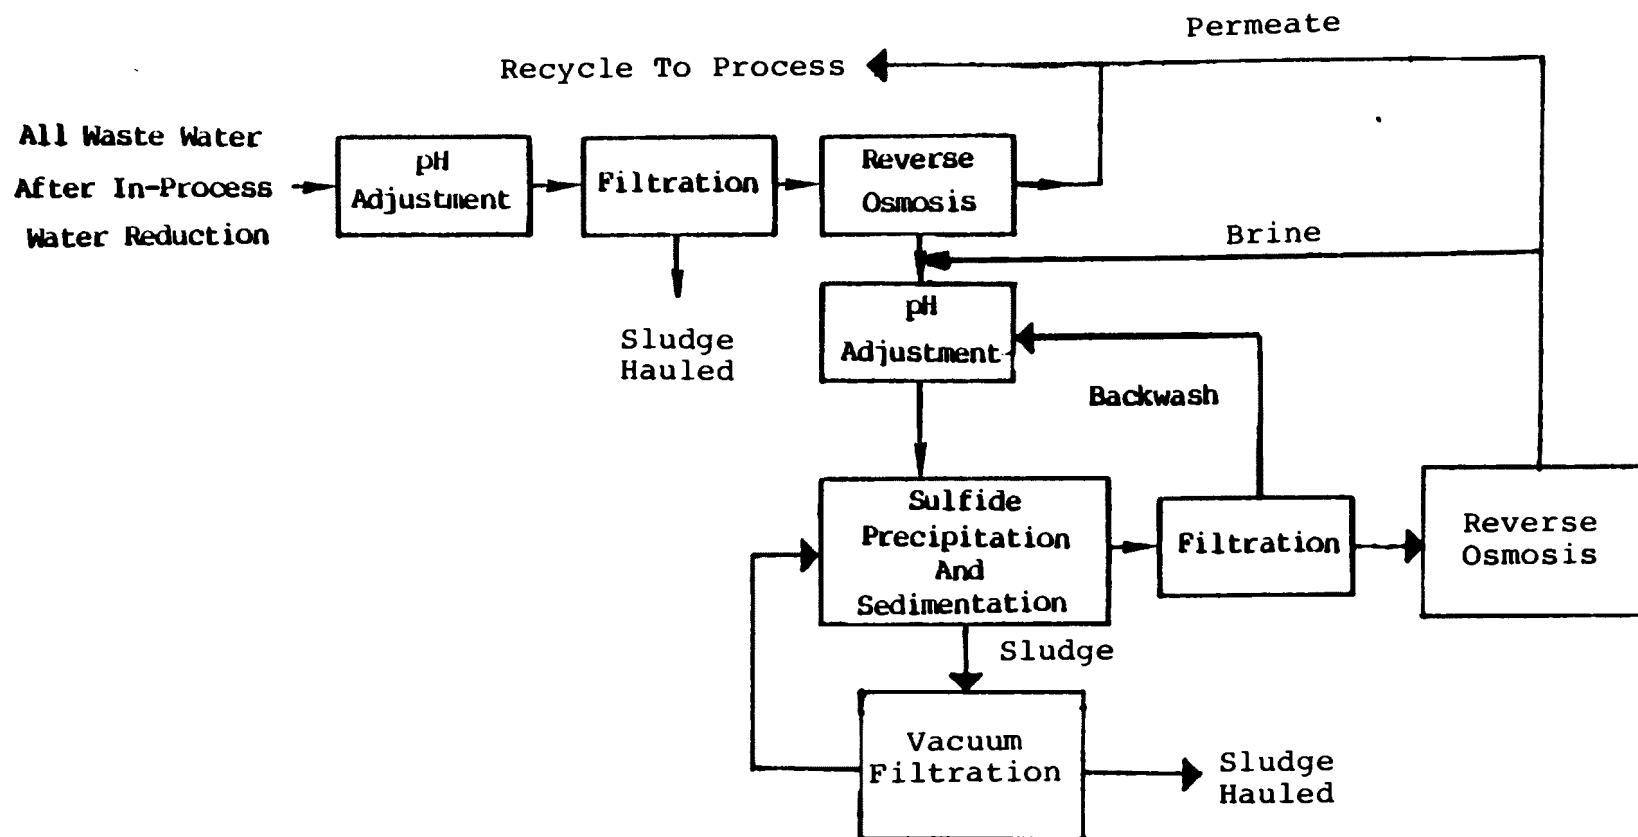 Permeate
Recycle To Process
All Waste Water
After In-Process
Water Reduction
pH
Adjustment
Filtration
Reverse
Osmosis
Brine
Sludge
Hauled
pH
Adjustment
Backwash
Sulfide
Precipitation
And
Sedimentation
Filtration
Reverse
Osmosis
Sludge
Vacuum
Filtration
Sludge
Hauled